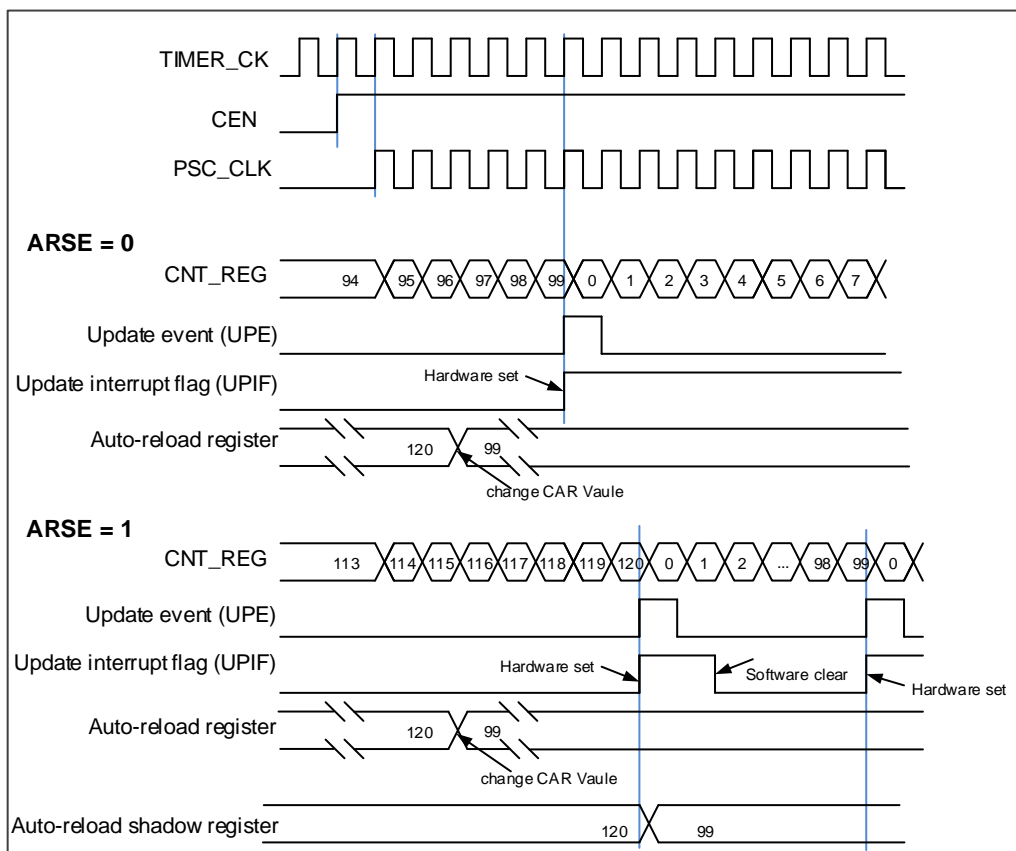 TIMER_CK
CEN
PSC_CLK
ARSE = 0
CNT_REG 94 95 96 97 98 99 0 1 2 3 4 5 6 7
Update event (UPE)
Update interrupt flag (UPIF) Hardware set
Auto-reload register 120 99
change CAR Vaule
ARSE = 1
CNT_REG 113 114 115 116 117 118 119 120 0 1 2 ... 98 99 0
Update event (UPE)
Update interrupt flag (UPIF) Hardware set Software clear Hardware set
Auto-reload register 120 99
change CAR Vaule
Auto-reload shadow register 120 99